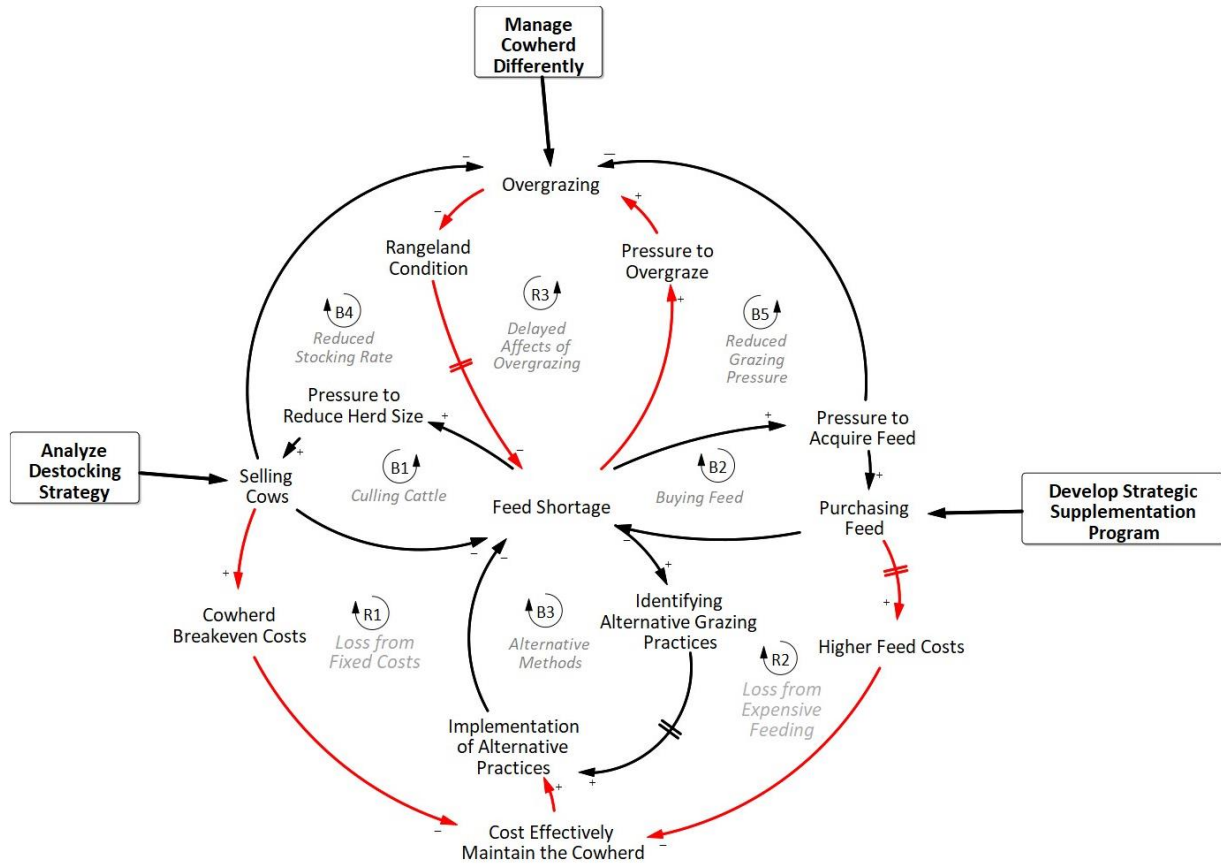 Manage
Cowherd
Differently
−
−
Overgrazing
−
+
Rangeland
Condition
Pressure to
Overgraze
+
B4
Reduced
Stocking Rate
R3
Delayed
Affects of
Overgrazing
B5
Reduced
Grazing
Pressure
Pressure to
Reduce Herd Size
+
+
Pressure to
Acquire Feed
Analyze
Destocking
Strategy
+
Selling
Cows
B1
Culling Cattle
−
Feed Shortage
B2
Buying Feed
+
Purchasing
Feed
Develop Strategic
Supplementation
Program
−
−
−
+
+
Cowherd
Breakeven Costs
R1
Loss from
Fixed Costs
B3
Alternative
Methods
Identifying
Alternative Grazing
Practices
+
Higher Feed Costs
R2
Loss from
Expensive
Feeding
Implementation
of Alternative
Practices
+
+
−
Cost Effectively
Maintain the Cowherd
−